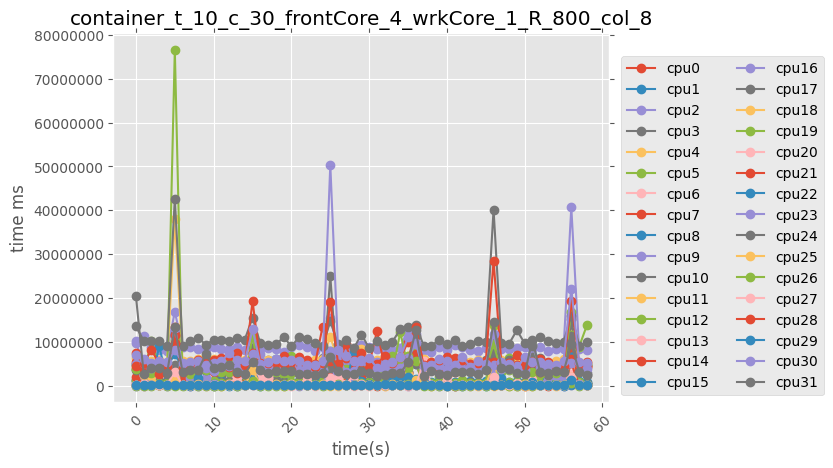 container_t_10_c_30_frontCore_4_wrkCore_1_R_800_col_8
80000000
70000000
60000000
50000000
40000000
30000000
20000000
10000000
0
time ms
0 10 20 30 40 50 60
time(s)
cpu0 cpu16
cpu1 cpu17
cpu2 cpu18
cpu3 cpu19
cpu4 cpu20
cpu5 cpu21
cpu6 cpu22
cpu7 cpu23
cpu8 cpu24
cpu9 cpu25
cpu10 cpu26
cpu11 cpu27
cpu12 cpu28
cpu13 cpu29
cpu14 cpu30
cpu15 cpu31